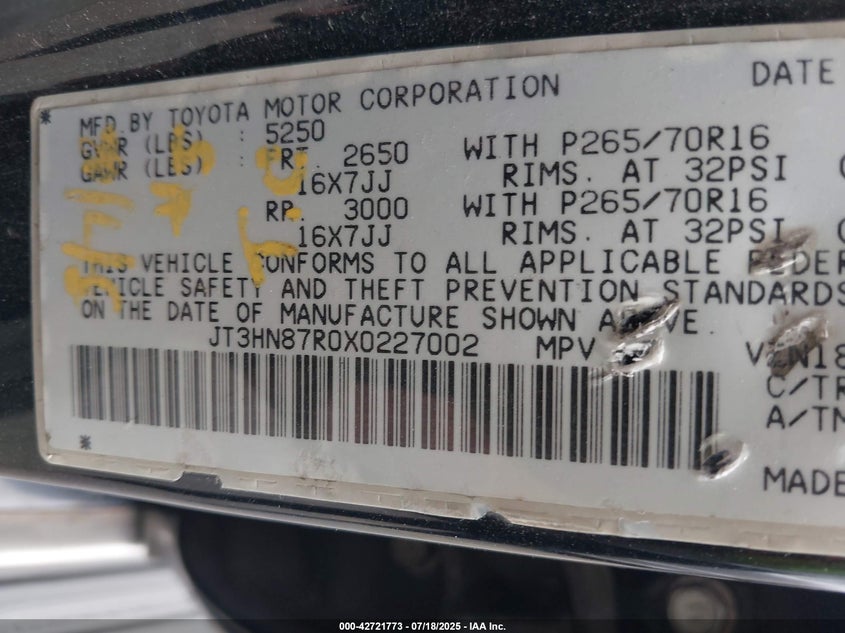 DATE
* MFD. BY TOYOTA MOTOR CORPORATION
GVWR (LBS) : 5250
GAWR (LBS) : FRT. 2650 WITH P265/70R16
16X7JJ RIMS. AT 32PSI
RR. 3000 WITH P265/70R16
16X7JJ RIMS. AT 32PSI
THIS VEHICLE CONFORMS TO ALL APPLICABLE FEDER
VEHICLE SAFETY AND THEFT PREVENTION STANDARDS
ON THE DATE OF MANUFACTURE SHOWN ABOVE.
JT3HN87R0X0227002 MPV VZN18
C/TR
A/TM
*
MADE
000-42721773 - 07/18/2025 - IAA Inc.